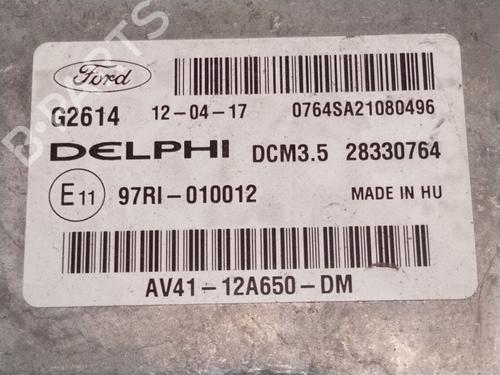 Ford
G2614 12-04-17 0764SA21080496
DELPHI DCM3.5 28330764
E11 97RI-010012 MADE IN HU
AV41-12A650-DM
B-PARTS